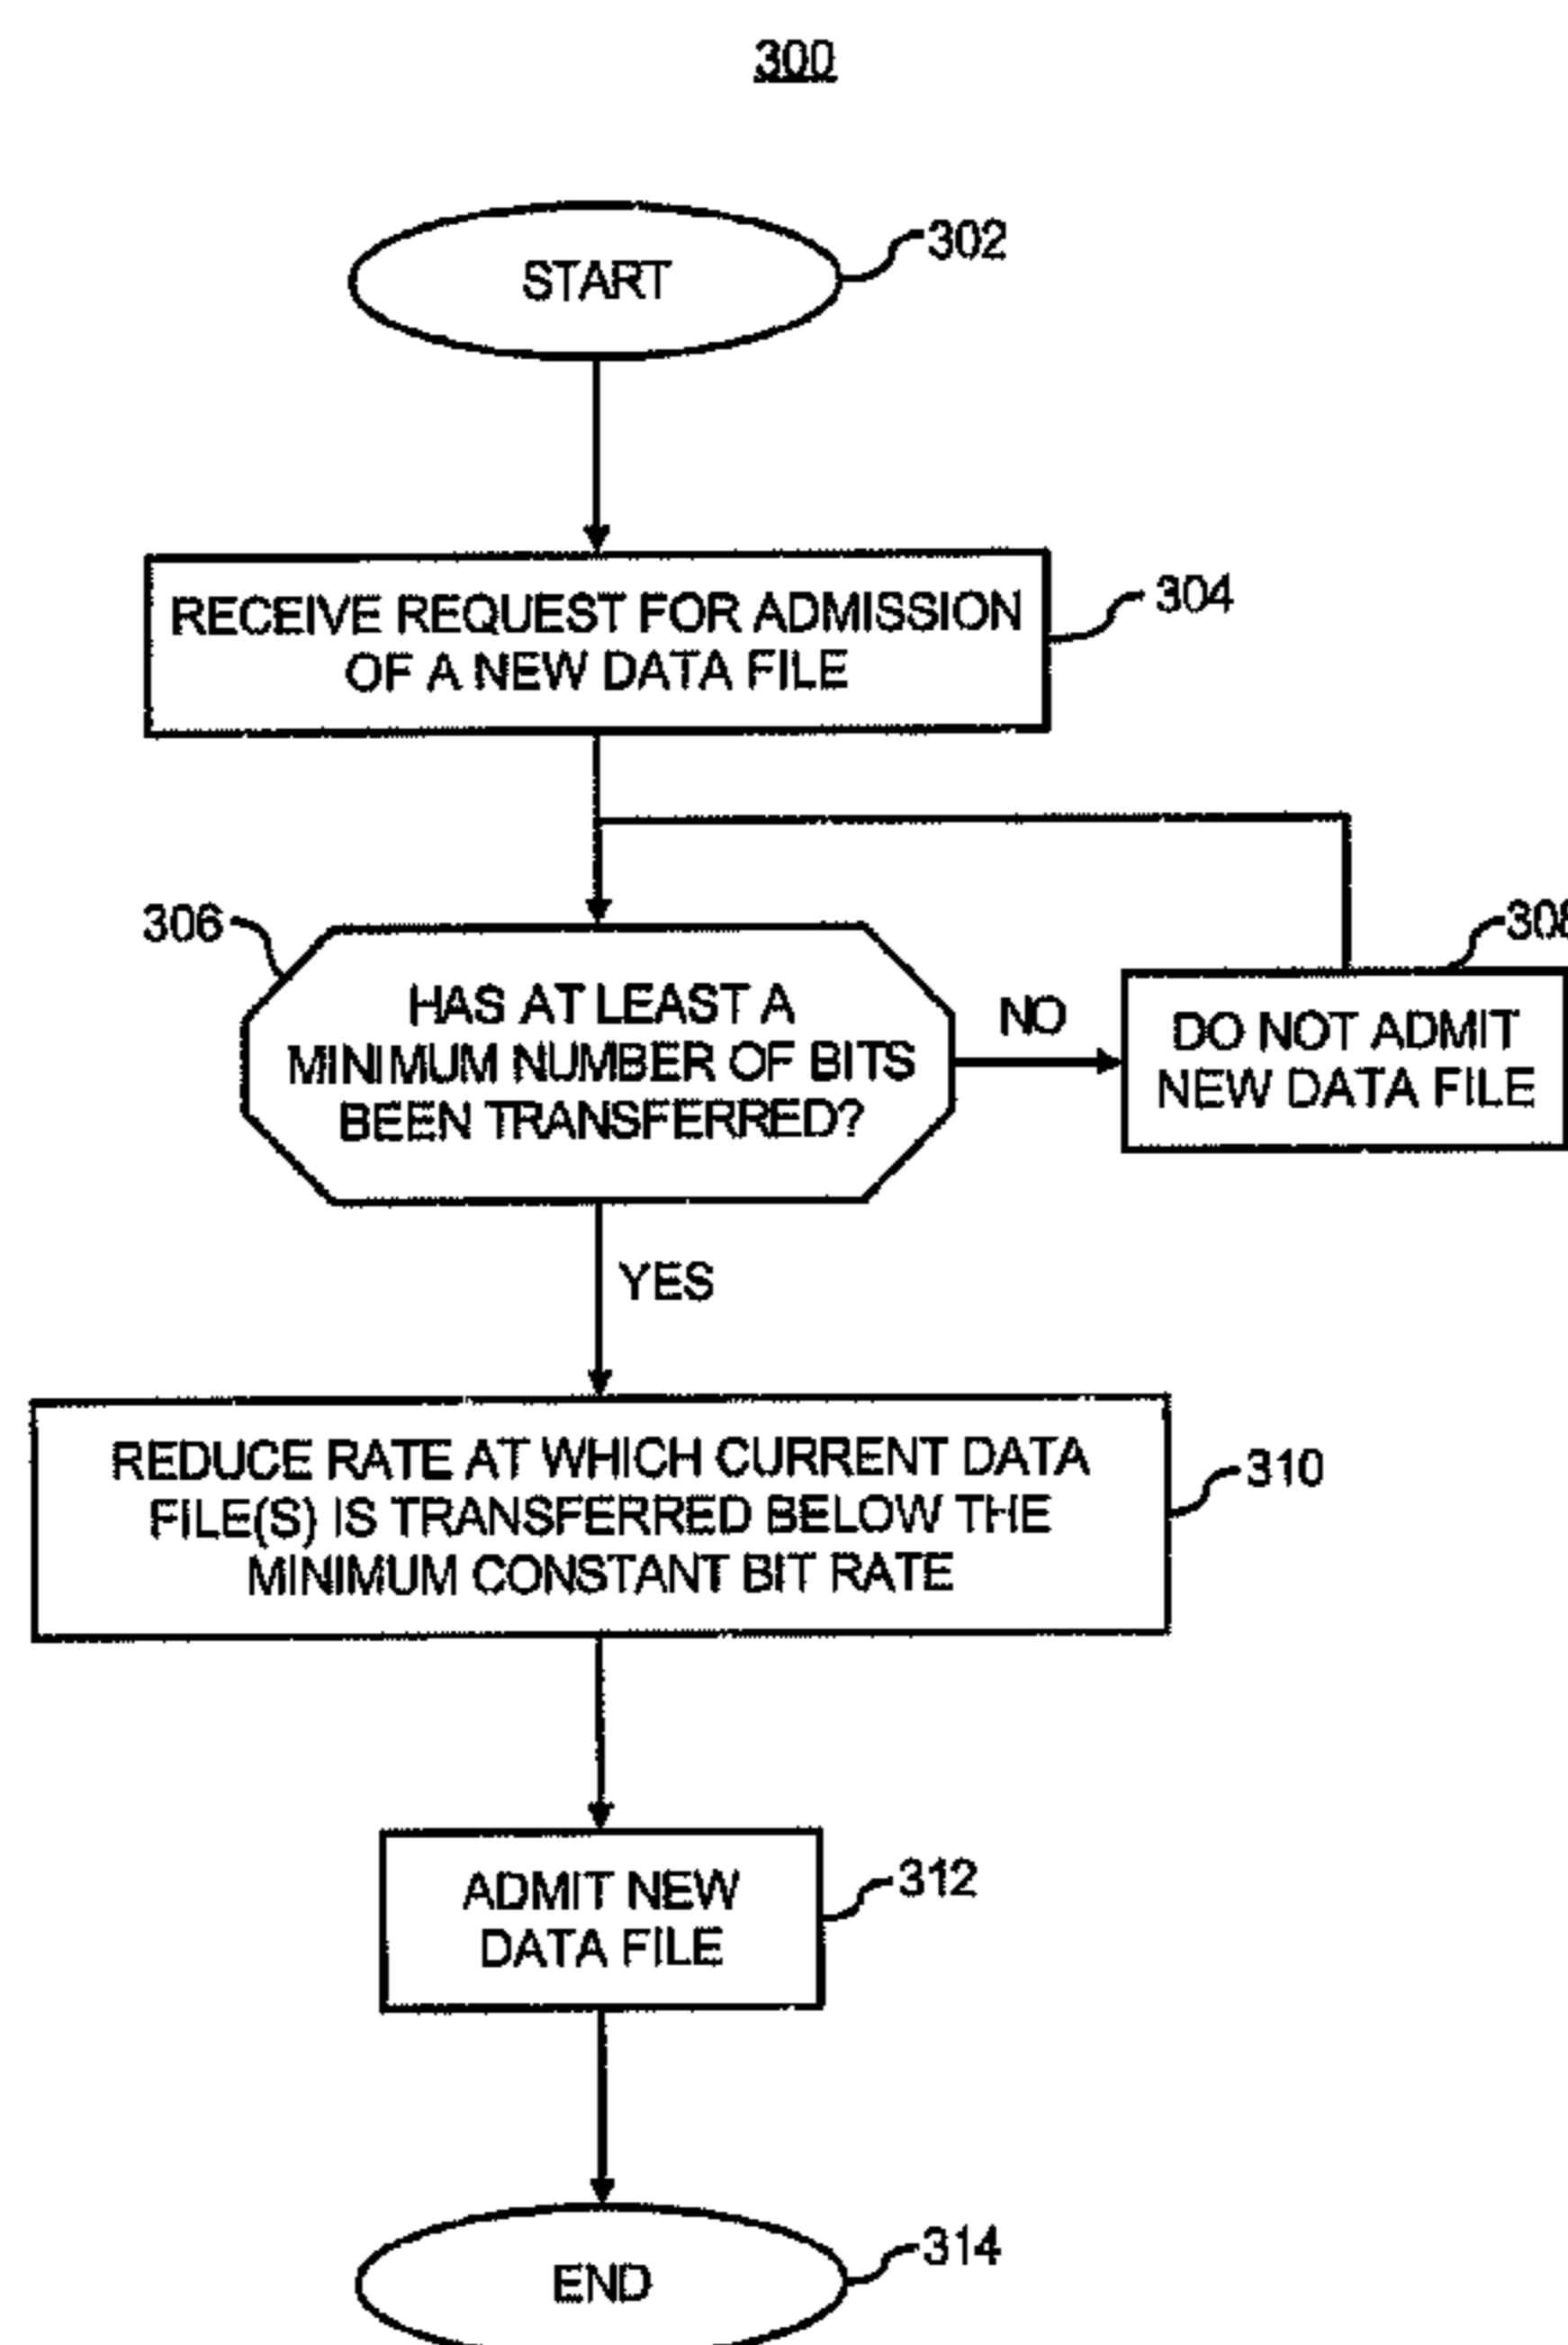 300
START
302
RECEIVE REQUEST FOR ADMISSION
OF A NEW DATA FILE
304
306
HAS AT LEAST A
MINIMUM NUMBER OF BITS
BEEN TRANSFERRED?
NO
308
DO NOT ADMIT
NEW DATA FILE
YES
REDUCE RATE AT WHICH CURRENT DATA
FILE(S) IS TRANSFERRED BELOW THE
MINIMUM CONSTANT BIT RATE
310
ADMIT NEW
DATA FILE
312
END
314